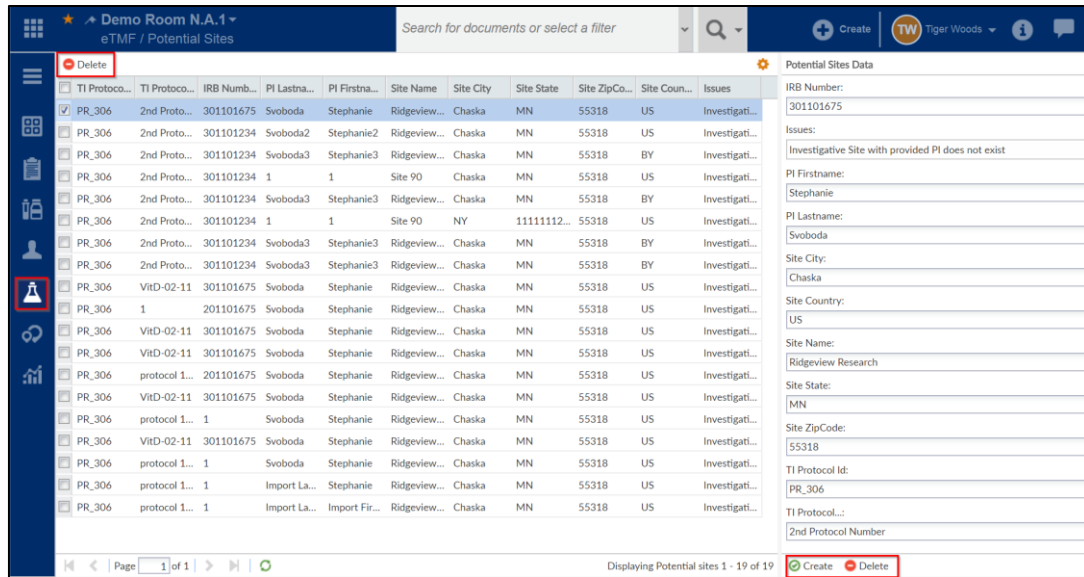 Demo Room N.A.1
eTMF / Potential Sites
Search for documents or select a filter
Create
TW
Tiger Woods
Delete
TI Protoco... TI Protoco... IRB Numb... PI Lastna... PI Firstna... Site Name Site City Site State Site ZipCo... Site Coun... Issues
PR_306 2nd Proto... 301101675 Svoboda Stephanie Ridgeview... Chaska MN 55318 US Investigati...
PR_306 2nd Proto... 301101234 Svoboda2 Stephanie2 Ridgeview... Chaska MN 55318 US Investigati...
PR_306 2nd Proto... 301101234 Svoboda3 Stephanie3 Ridgeview... Chaska MN 55318 BY Investigati...
PR_306 2nd Proto... 301101234 1 1 Site 90 Chaska MN 55318 BY Investigati...
PR_306 2nd Proto... 301101234 Svoboda3 Stephanie3 Ridgeview... Chaska MN 55318 BY Investigati...
PR_306 2nd Proto... 301101234 1 1 Site 90 NY 11111112... 55318 US Investigati...
PR_306 2nd Proto... 301101234 Svoboda3 Stephanie3 Ridgeview... Chaska MN 55318 BY Investigati...
PR_306 2nd Proto... 301101234 Svoboda3 Stephanie3 Ridgeview... Chaska MN 55318 BY Investigati...
PR_306 VitD-02-11 301101675 Svoboda Stephanie Ridgeview... Chaska MN 55318 US Investigati...
PR_306 1 201101675 Svoboda Stephanie Ridgeview... Chaska MN 55318 US Investigati...
PR_306 VitD-02-11 301101675 Svoboda Stephanie Ridgeview... Chaska MN 55318 US Investigati...
PR_306 VitD-02-11 301101675 Svoboda Stephanie Ridgeview... Chaska MN 55318 US Investigati...
PR_306 protocol 1... 201101675 Svoboda Stephanie Ridgeview... Chaska MN 55318 US Investigati...
PR_306 VitD-02-11 301101675 Svoboda Stephanie Ridgeview... Chaska MN 55318 US Investigati...
PR_306 protocol 1... 1 Svoboda Stephanie Ridgeview... Chaska MN 55318 US Investigati...
PR_306 VitD-02-11 301101675 Svoboda Stephanie Ridgeview... Chaska MN 55318 US Investigati...
PR_306 protocol 1... 1 Svoboda Stephanie Ridgeview... Chaska MN 55318 US Investigati...
PR_306 protocol 1... 1 Import La... Stephanie Ridgeview... Chaska MN 55318 US Investigati...
PR_306 protocol 1... 1 Import La... Import Fir... Ridgeview... Chaska MN 55318 US Investigati...
Page 1 of 1
Displaying Potential sites 1 - 19 of 19
Potential Sites Data
IRB Number:
301101675
Issues:
Investigative Site with provided PI does not exist
PI Firstname:
Stephanie
PI Lastname:
Svoboda
Site City:
Chaska
Site Country:
US
Site Name:
Ridgeview Research
Site State:
MN
Site ZipCode:
55318
TI Protocol Id:
PR_306
TI Protocol...:
2nd Protocol Number
Create Delete